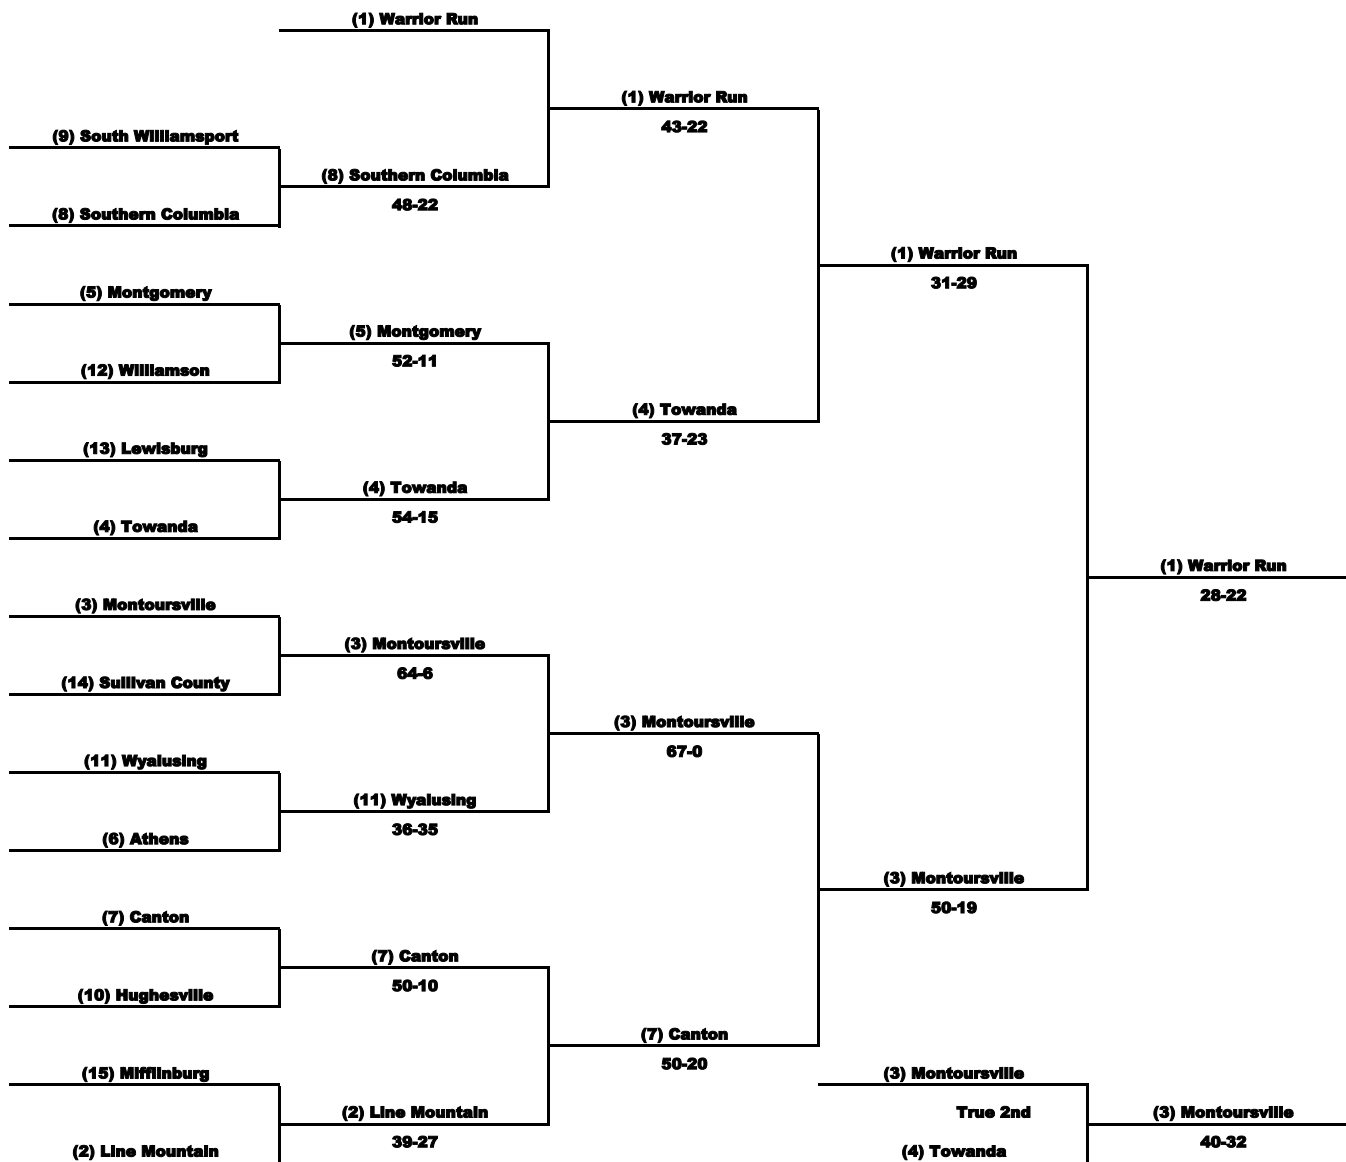 (1) Warrior Run
(1) Warrior Run
43-22
(9) South Williamsport
(8) Southern Columbia
48-22
(8) Southern Columbia
(1) Warrior Run
31-29
(5) Montgomery
(5) Montgomery
52-11
(12) Williamson
(4) Towanda
37-23
(13) Lewisburg
(4) Towanda
54-15
(4) Towanda
(1) Warrior Run
28-22
(3) Montoursville
(3) Montoursville
64-6
(14) Sullivan County
(3) Montoursville
67-0
(11) Wyalusing
(11) Wyalusing
36-35
(6) Athens
(3) Montoursville
50-19
(7) Canton
(7) Canton
50-10
(10) Hughesville
(7) Canton
50-20
(15) Mifflinburg
(3) Montoursville
(2) Line Mountain
39-27
True 2nd
(3) Montoursville
40-32
(2) Line Mountain
(4) Towanda